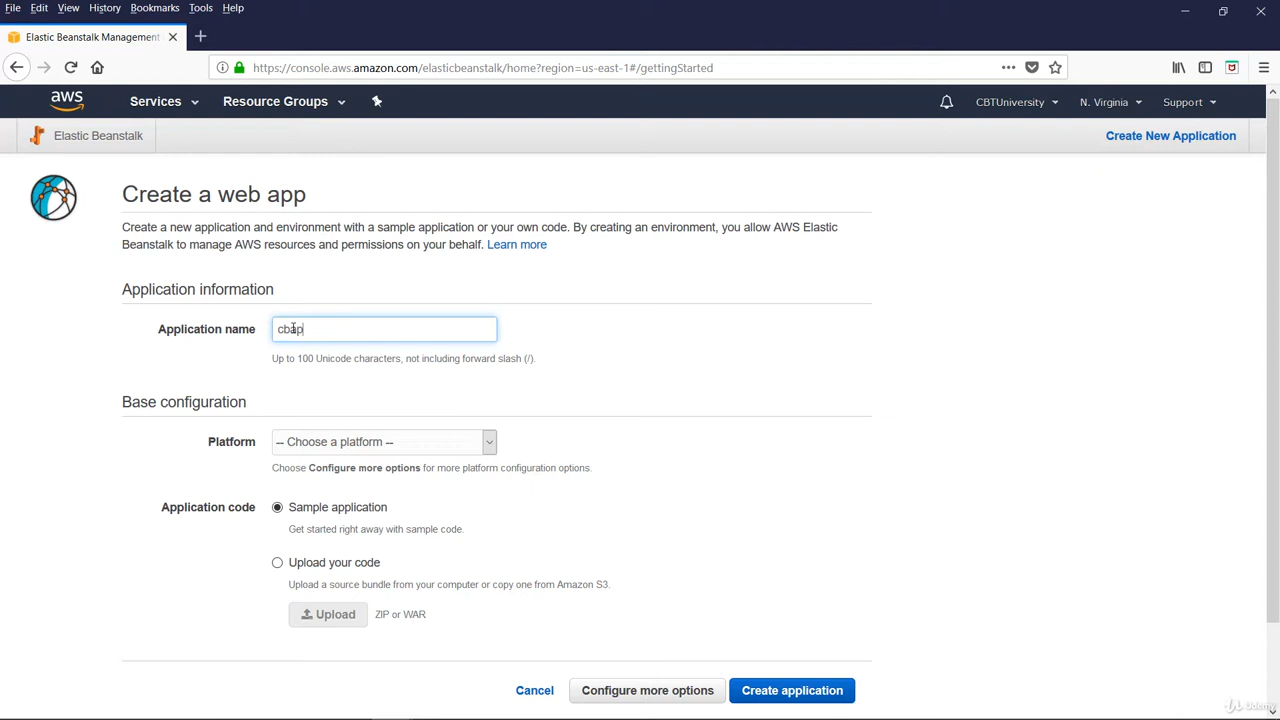 File Edit View History Bookmarks Tools Help
Elastic Beanstalk Management
https://console.aws.amazon.com/elasticbeanstalk/home?region=us-east-1#/gettingStarted
aws Services Resource Groups CBTUniversity N. Virginia Support
Elastic Beanstalk Create New Application
Create a web app
Create a new application and environment with a sample application or your own code. By creating an environment, you allow AWS Elastic
Beanstalk to manage AWS resources and permissions on your behalf. Learn more
Application information
Application name cbap
Up to 100 Unicode characters, not including forward slash (/).
Base configuration
Platform -- Choose a platform --
Choose Configure more options for more platform configuration options.
Application code Sample application
Get started right away with sample code.
Upload your code
Upload a source bundle from your computer or copy one from Amazon S3.
Upload ZIP or WAR
Cancel Configure more options Create application
Udemy